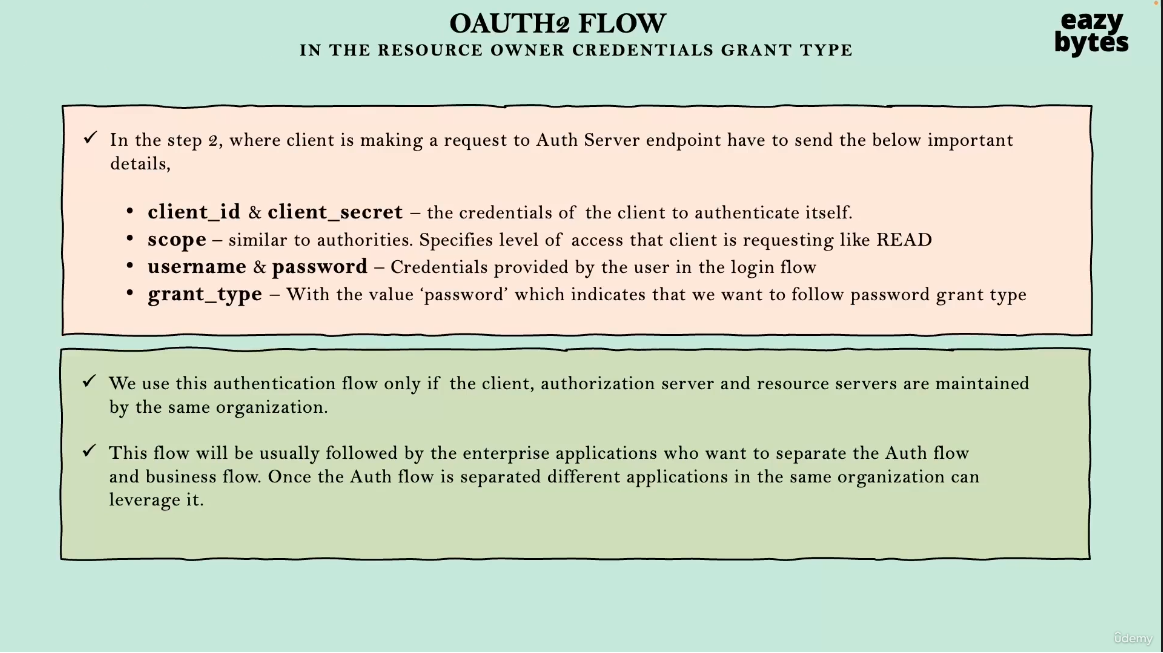 OAUTH2 FLOW
IN THE RESOURCE OWNER CREDENTIALS GRANT TYPE
eazy
bytes
✓ In the step 2, where client is making a request to Auth Server endpoint have to send the below important
details,
• client_id & client_secret – the credentials of the client to authenticate itself.
• scope – similar to authorities. Specifies level of access that client is requesting like READ
• username & password – Credentials provided by the user in the login flow
• grant_type – With the value ‘password’ which indicates that we want to follow password grant type
✓ We use this authentication flow only if the client, authorization server and resource servers are maintained
by the same organization.
✓ This flow will be usually followed by the enterprise applications who want to separate the Auth flow
and business flow. Once the Auth flow is separated different applications in the same organization can
leverage it.
ûdemy